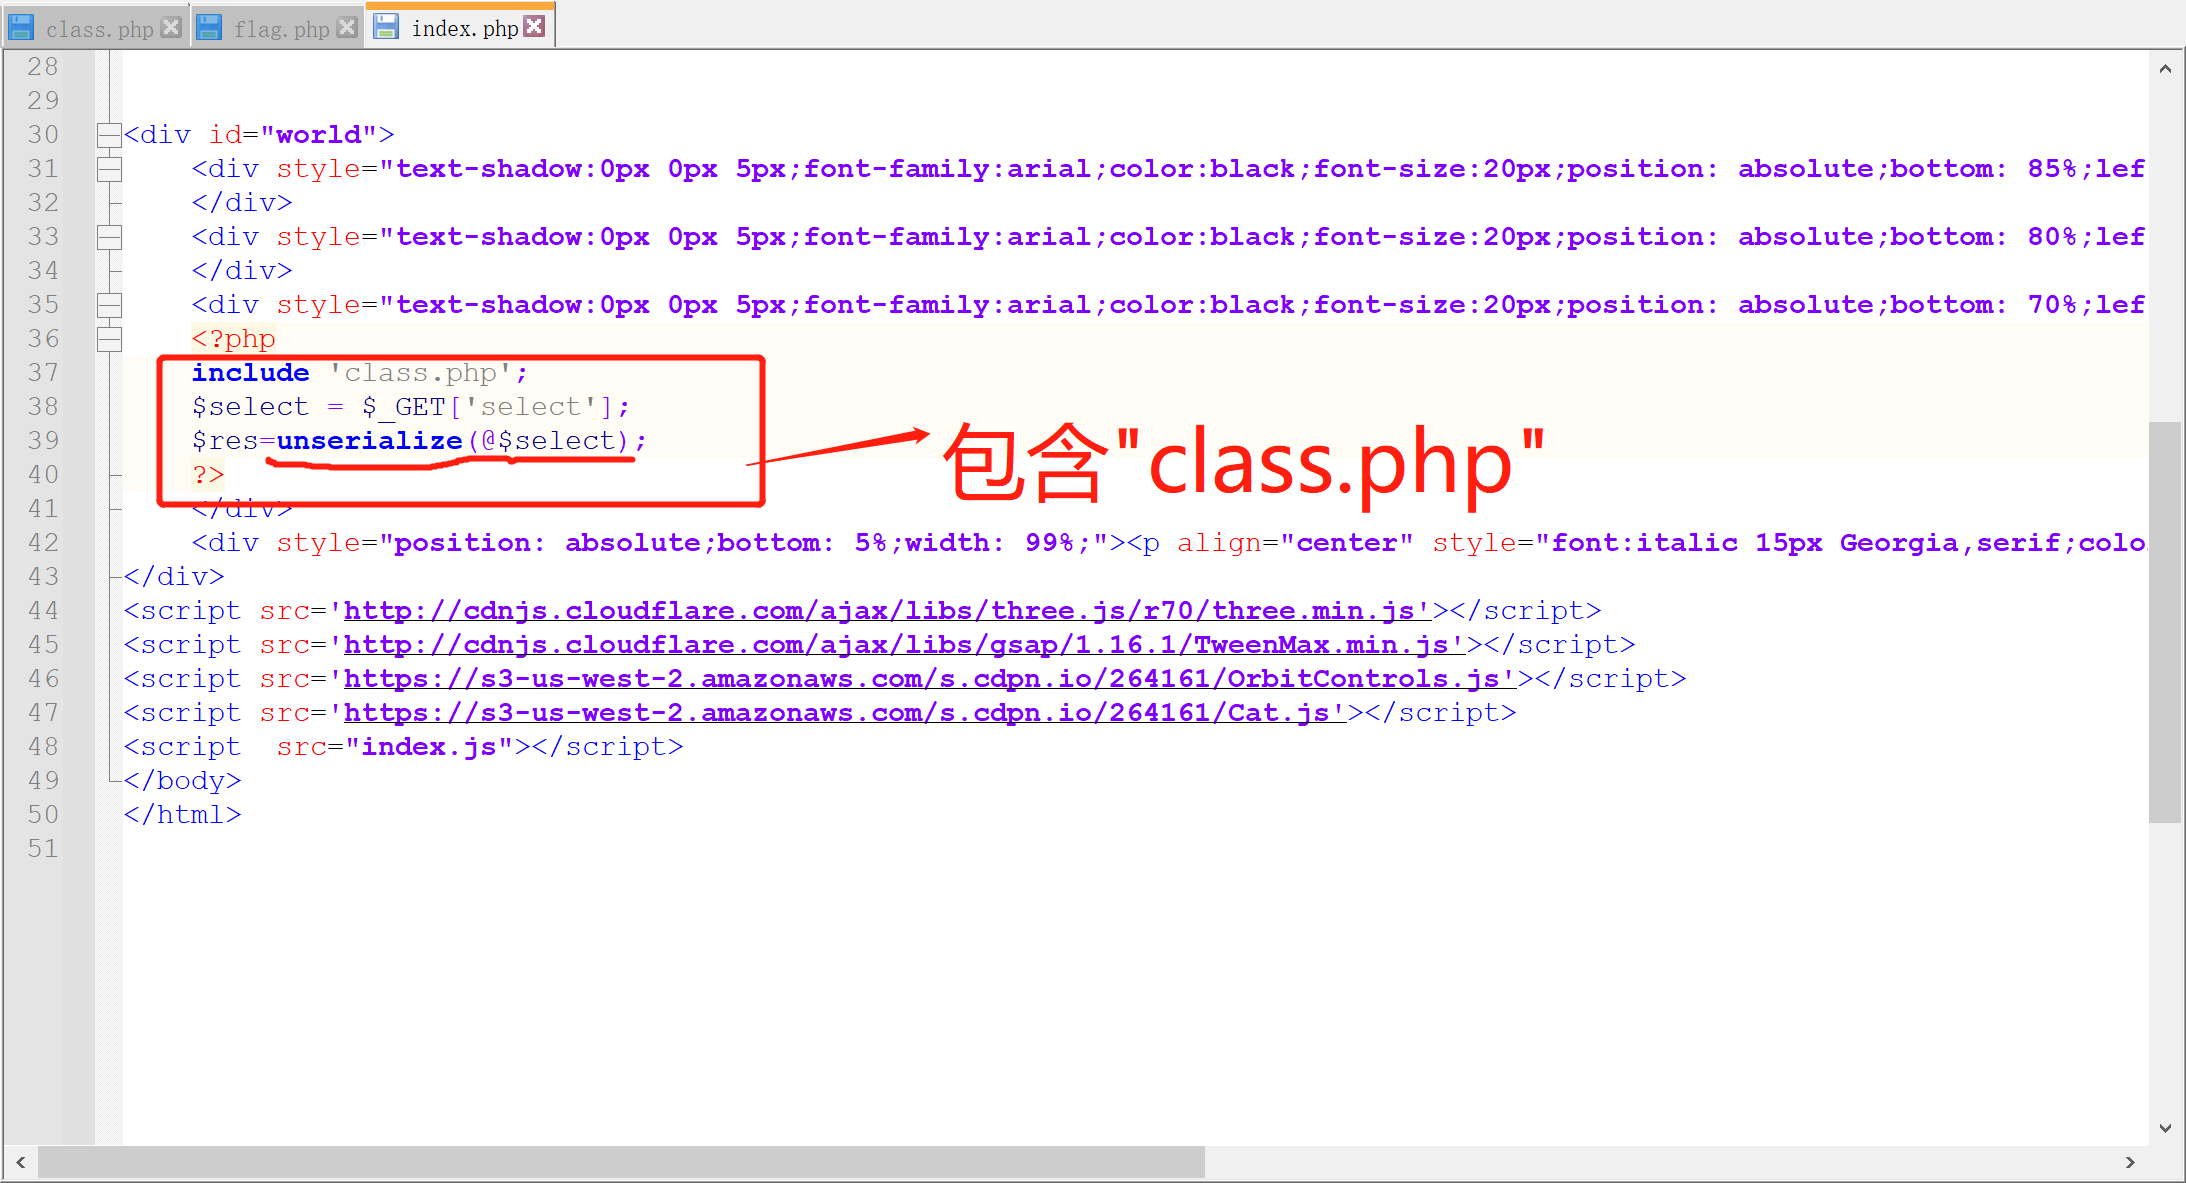 class.php flag.php index.php
28
29
30 <div id="world">
31 <div style="text-shadow:0px 0px 5px;font-family:arial;color:black;font-size:20px;position: absolute;bottom: 85%;lef
32 </div>
33 <div style="text-shadow:0px 0px 5px;font-family:arial;color:black;font-size:20px;position: absolute;bottom: 80%;lef
34 </div>
35 <div style="text-shadow:0px 0px 5px;font-family:arial;color:black;font-size:20px;position: absolute;bottom: 70%;lef
36 <?php
37 include 'class.php';
38 $select = $_GET['select'];
39 $res=unserialize(@$select);
包含"class.php"
40 ?>
41 </div>
42 <div style="position: absolute;bottom: 5%;width: 99%;"><p align="center" style="font:italic 15px Georgia,serif;colo
43 </div>
44 <script src='http://cdnjs.cloudflare.com/ajax/libs/three.js/r70/three.min.js'></script>
45 <script src='http://cdnjs.cloudflare.com/ajax/libs/gsap/1.16.1/TweenMax.min.js'></script>
46 <script src='https://s3-us-west-2.amazonaws.com/s.cdpn.io/264161/OrbitControls.js'></script>
47 <script src='https://s3-us-west-2.amazonaws.com/s.cdpn.io/264161/Cat.js'></script>
48 <script  src="index.js"></script>
49 </body>
50 </html>
51